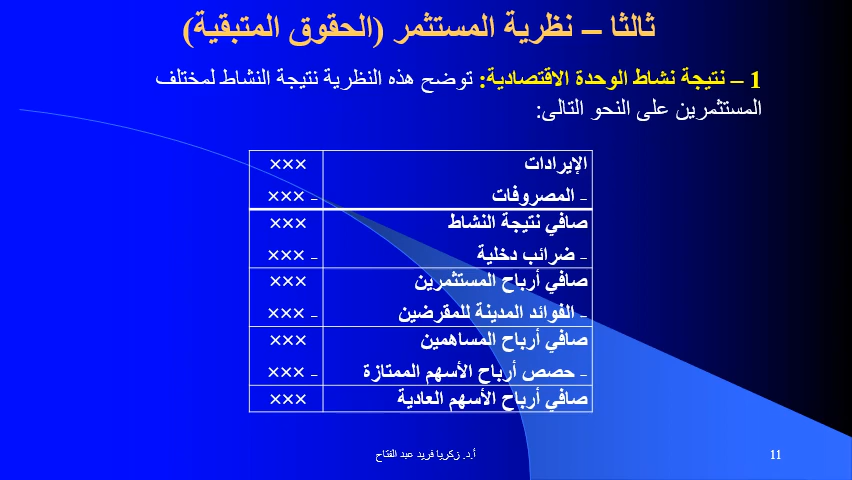 ثالثا – نظرية المستثمر (الحقوق المتبقية)
1 – نتيجة نشاط الوحدة الاقتصادية: توضح هذه النظرية نتيجة النشاط لمختلف
المستثمرين على النحو التالى:
الإيرادات ×××
- المصروفات - ×××
صافي نتيجة النشاط ×××
- ضرائب دخلية - ×××
صافي أرباح المستثمرين ×××
- الفوائد المدينة للمقرضين - ×××
صافي أرباح المساهمين ×××
- حصص أرباح الأسهم الممتازة - ×××
صافي أرباح الأسهم العادية ×××
أ.د. زكريا فريد عبد الفتاح
11